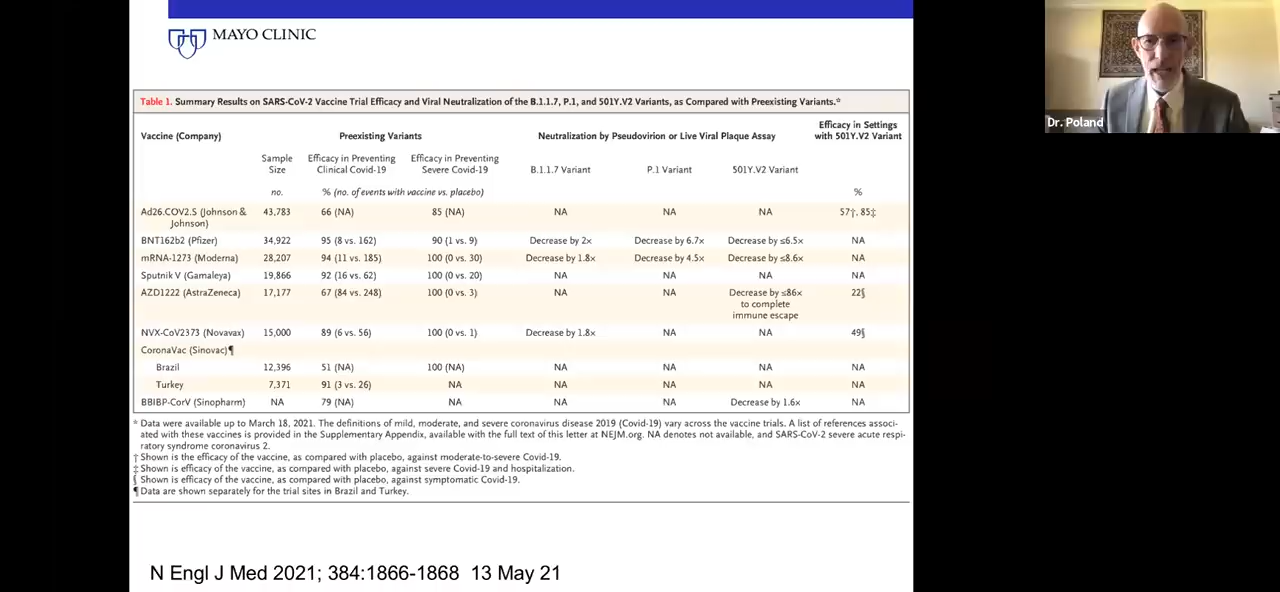 MAYO CLINIC
Dr. Poland
Table 1. Summary Results on SARS-CoV-2 Vaccine Trial Efficacy and Viral Neutralization of the B.1.1.7, P.1, and 501Y.V2 Variants, as Compared with Preexisting Variants.*
Vaccine (Company) Preexisting Variants Neutralization by Pseudovirion or Live Viral Plaque Assay Efficacy in Settings with 501Y.V2 Variant
Sample Size Efficacy in Preventing Clinical Covid-19 Efficacy in Preventing Severe Covid-19 B.1.1.7 Variant P.1 Variant 501Y.V2 Variant
no. % (no. of events with vaccine vs. placebo) %
Ad26.COV2.S (Johnson & Johnson) 43,783 66 (NA) 85 (NA) NA NA NA 57†, 85‡
BNT162b2 (Pfizer) 34,922 95 (8 vs. 162) 90 (1 vs. 9) Decrease by 2× Decrease by 6.7× Decrease by ≤6.5× NA
mRNA-1273 (Moderna) 28,207 94 (11 vs. 185) 100 (0 vs. 30) Decrease by 1.8× Decrease by 4.5× Decrease by ≤8.6× NA
Sputnik V (Gamaleya) 19,866 92 (16 vs. 62) 100 (0 vs. 20) NA NA NA NA
AZD1222 (AstraZeneca) 17,177 67 (84 vs. 248) 100 (0 vs. 3) NA NA Decrease by ≤86× to complete immune escape 22§
NVX-CoV2373 (Novavax) 15,000 89 (6 vs. 56) 100 (0 vs. 1) Decrease by 1.8× NA NA 49§
CoronaVac (Sinovac)¶
Brazil 12,396 51 (NA) 100 (NA) NA NA NA NA
Turkey 7,371 91 (3 vs. 26) NA NA NA NA NA
BBIBP-CorV (Sinopharm) NA 79 (NA) NA NA NA Decrease by 1.6× NA
* Data were available up to March 18, 2021. The definitions of mild, moderate, and severe coronavirus disease 2019 (Covid-19) vary across the vaccine trials. A list of references associ-
ated with these vaccines is provided in the Supplementary Appendix, available with the full text of this letter at NEJM.org. NA denotes not available, and SARS-CoV-2 severe acute respi-
ratory syndrome coronavirus 2.
† Shown is the efficacy of the vaccine, as compared with placebo, against moderate-to-severe Covid-19.
‡ Shown is efficacy of the vaccine, as compared with placebo, against severe Covid-19 and hospitalization.
§ Shown is efficacy of the vaccine, as compared with placebo, against symptomatic Covid-19.
¶ Data are shown separately for the trial sites in Brazil and Turkey.
N Engl J Med 2021; 384:1866-1868 13 May 21